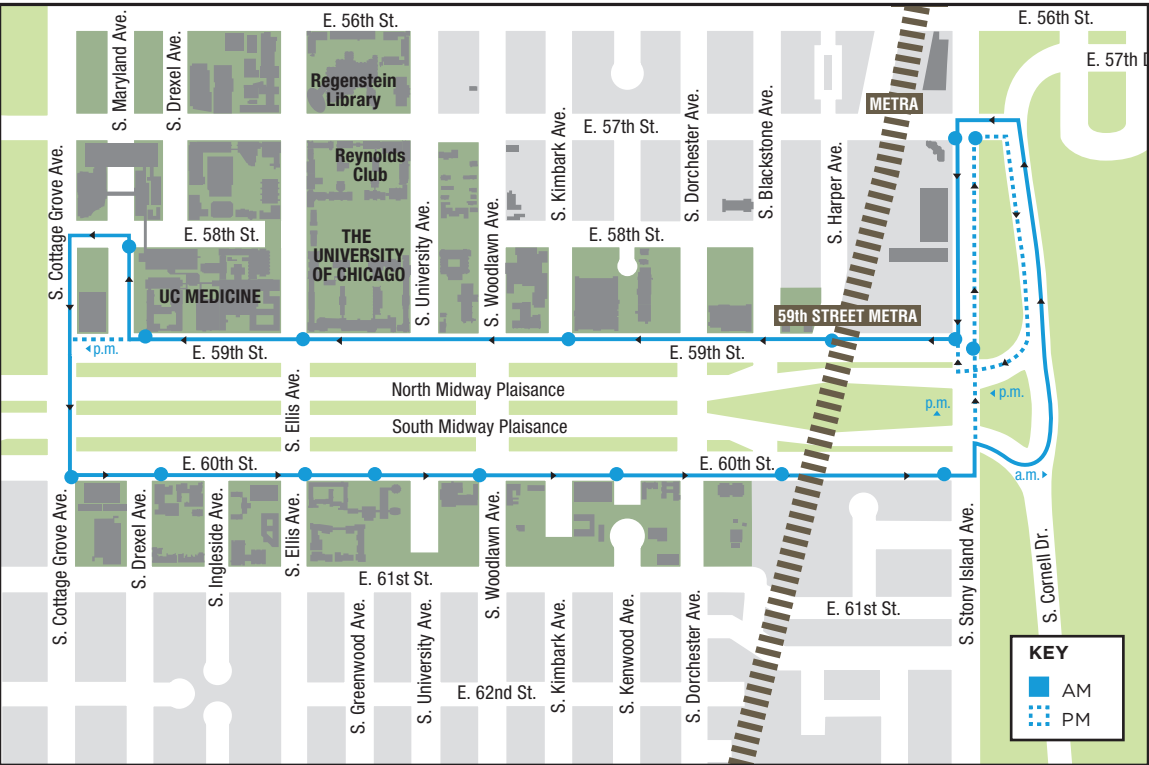 E. 56th St.
E. 56th St.
E. 57th D
S. Maryland Ave.
S. Drexel Ave.
Regenstein
Library
METRA
E. 57th St.
S. Kimbark Ave.
S. Dorchester Ave.
S. Blackstone Ave.
S. Harper Ave.
Reynolds
Club
S. Cottage Grove Ave.
E. 58th St.
THE
UNIVERSITY
OF CHICAGO
S. University Ave.
S. Woodlawn Ave.
E. 58th St.
UC MEDICINE
59th STREET METRA
p.m.
E. 59th St.
E. 59th St.
North Midway Plaisance
S. Ellis Ave.
South Midway Plaisance
p.m.
p.m.
E. 60th St.
E. 60th St.
a.m.
S. Cottage Grove Ave.
S. Drexel Ave.
S. Ingleside Ave.
S. Ellis Ave.
S. Woodlawn Ave.
E. 61st St.
S. Greenwood Ave.
S. University Ave.
S. Kimbark Ave.
S. Kenwood Ave.
S. Dorchester Ave.
E. 61st St.
S. Stony Island Ave.
S. Cornell Dr.
E. 62nd St.
KEY
AM
PM